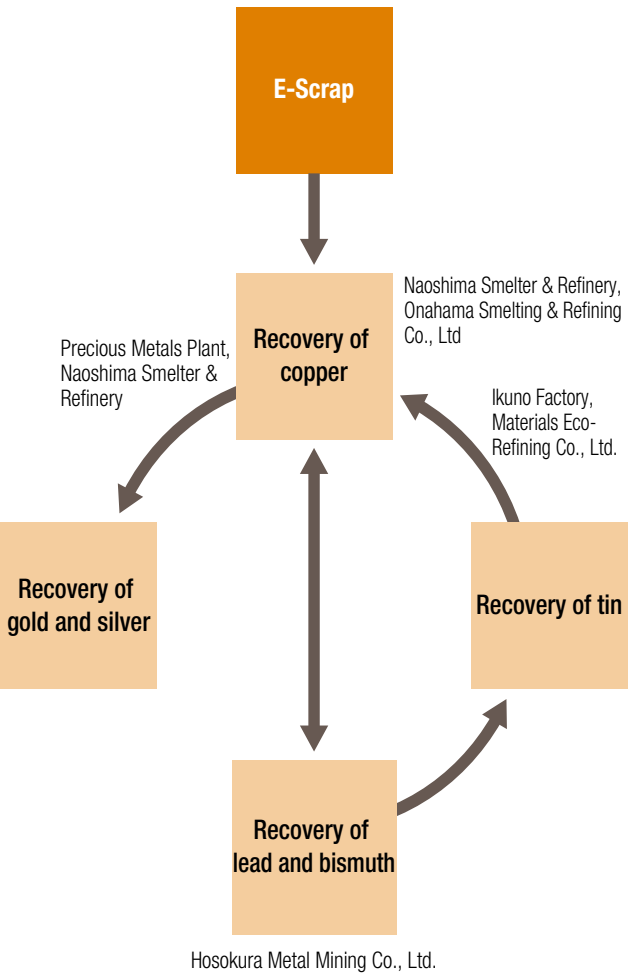 E-Scrap
Naoshima Smelter & Refinery,
Onahama Smelting & Refining
Co., Ltd
Recovery of
copper
Precious Metals Plant,
Naoshima Smelter &
Refinery
Ikuno Factory,
Materials Eco-
Refining Co., Ltd.
Recovery of
gold and silver
Recovery of tin
Recovery of
lead and bismuth
Hosokura Metal Mining Co., Ltd.